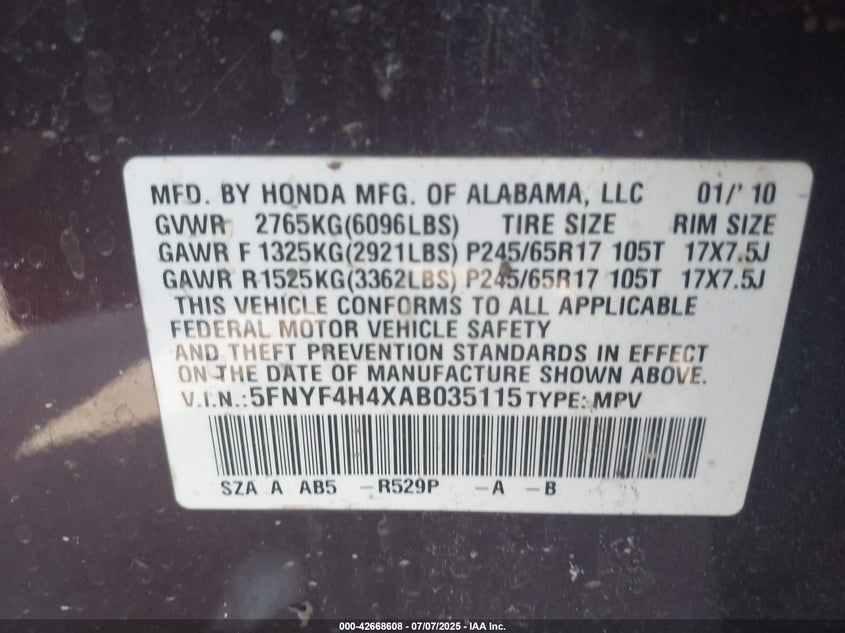 MFD. BY HONDA MFG. OF ALABAMA, LLC 01/'10
GVWR 2765KG(6096LBS) TIRE SIZE RIM SIZE
GAWR F 1325KG(2921LBS) P245/65R17 105T 17X7.5J
GAWR R1525KG(3362LBS) P245/65R17 105T 17X7.5J
THIS VEHICLE CONFORMS TO ALL APPLICABLE
FEDERAL MOTOR VEHICLE SAFETY
AND THEFT PREVENTION STANDARDS IN EFFECT
ON THE DATE OF MANUFACTURE SHOWN ABOVE.
V.I.N.:5FNYF4H4XAB035115 TYPE: MPV
SZA A AB5 -R529P -A -B
000-42668608 - 07/07/2025 - IAA Inc.